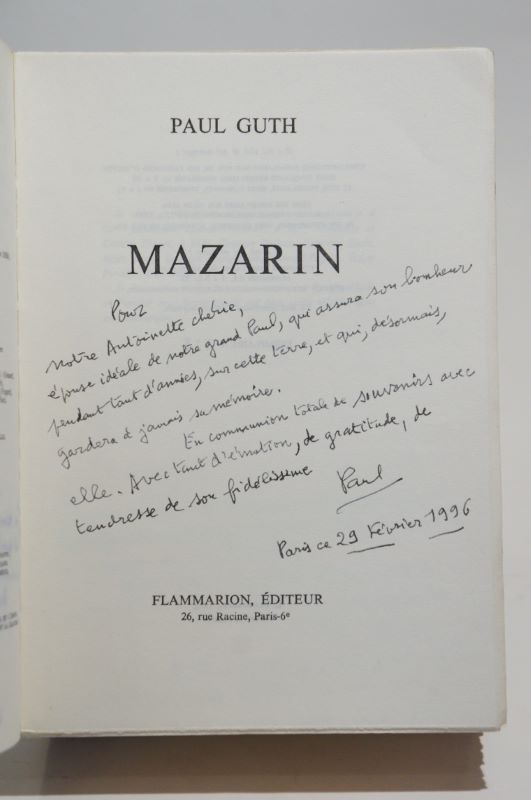 PAUL GUTH
MAZARIN
Pour
notre Antoinette chérie,
épouse idéale de notre grand Paul, qui assura son bonheur
pendant tant d'années, sur cette terre, et qui, désormais,
gardera à jamais sa mémoire.
En communion totale de souvenirs avec
elle. Avec tant d'émotion, de gratitude, de
tendresse de son fidélissime
Paul
Paris ce 29 Février 1996
FLAMMARION, ÉDITEUR
26, rue Racine, Paris-6e